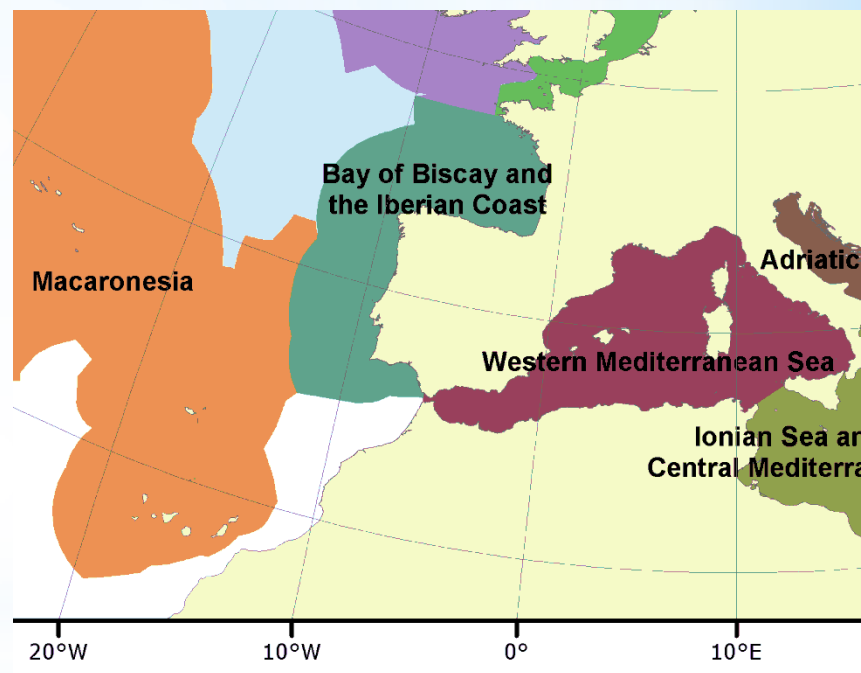 Bay of Biscay and
the Iberian Coast
Macaronesia
Adriatic
Western Mediterranean Sea
Ionian Sea an
Central Mediterra
20°W
10°W
0°
10°E